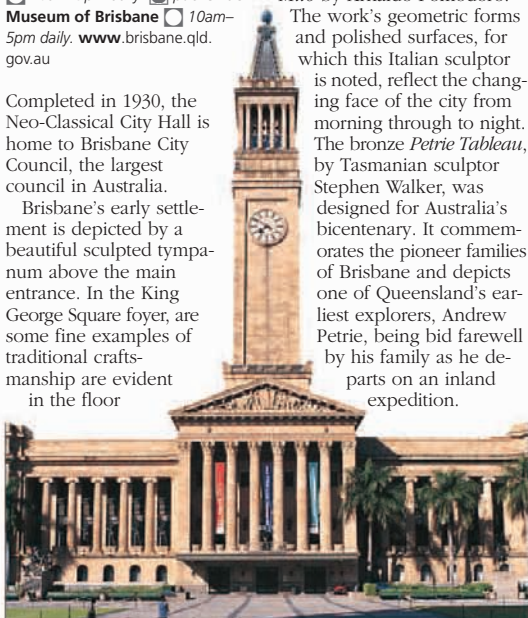 Museum of Brisbane 10am–
5pm daily. www.brisbane.qld.
gov.au
Completed in 1930, the
Neo-Classical City Hall is
home to Brisbane City
Council, the largest
council in Australia.
Brisbane's early settle-
ment is depicted by a
beautiful sculpted tympa-
num above the main
entrance. In the King
George Square foyer, are
some fine examples of
traditional crafts-
manship are evident
in the floor
The work's geometric forms
and polished surfaces, for
which this Italian sculptor
is noted, reflect the chang-
ing face of the city from
morning through to night.
The bronze Petrie Tableau,
by Tasmanian sculptor
Stephen Walker, was
designed for Australia's
bicentenary. It commem-
orates the pioneer families
of Brisbane and depicts
one of Queensland's ear-
liest explorers, Andrew
Petrie, being bid farewell
by his family as he de-
parts on an inland
expedition.